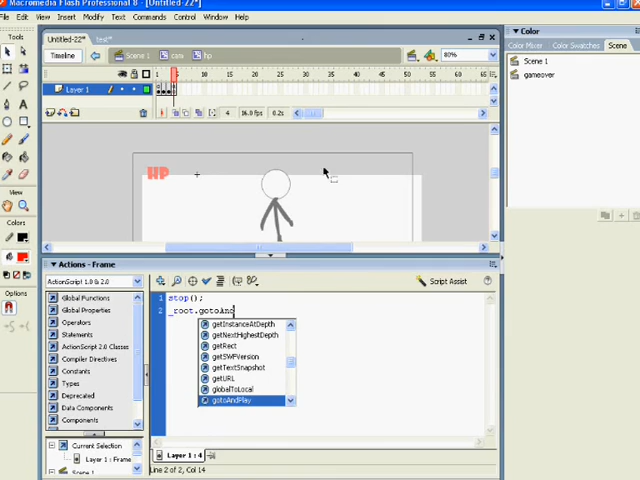 Macromedia Flash Professional 8 - [Untitled-22*]
File Edit View Insert Modify Text Commands Control Window Help
Tools
Untitled-22*
test*
Timeline
Scene 1
hp
80%
1 5 10 15 20 25 30 35 40 45 50 55 60 65
Layer 1
4 16.0 fps 0.2s
View
Colors
Options
HP
Color
Color Mixer Color Swatches Scene
Scene 1
gameover
Actions - Frame
ActionScript 1.0 & 2.0
Script Assist
Global Functions
Global Properties
Operators
Statements
ActionScript 2.0 Classes
Compiler Directives
Constants
Types
Deprecated
Data Components
Components
Current Selection
Layer 1 : Frame
Scene 1
1 stop();
2 _root.gotoAnd
getInstanceAtDepth
getNextHighestDepth
getRect
getSWFVersion
getTextSnapshot
getURL
globalToLocal
gotoAndPlay
Layer 1 : 4
Line 2 of 2, Col 14